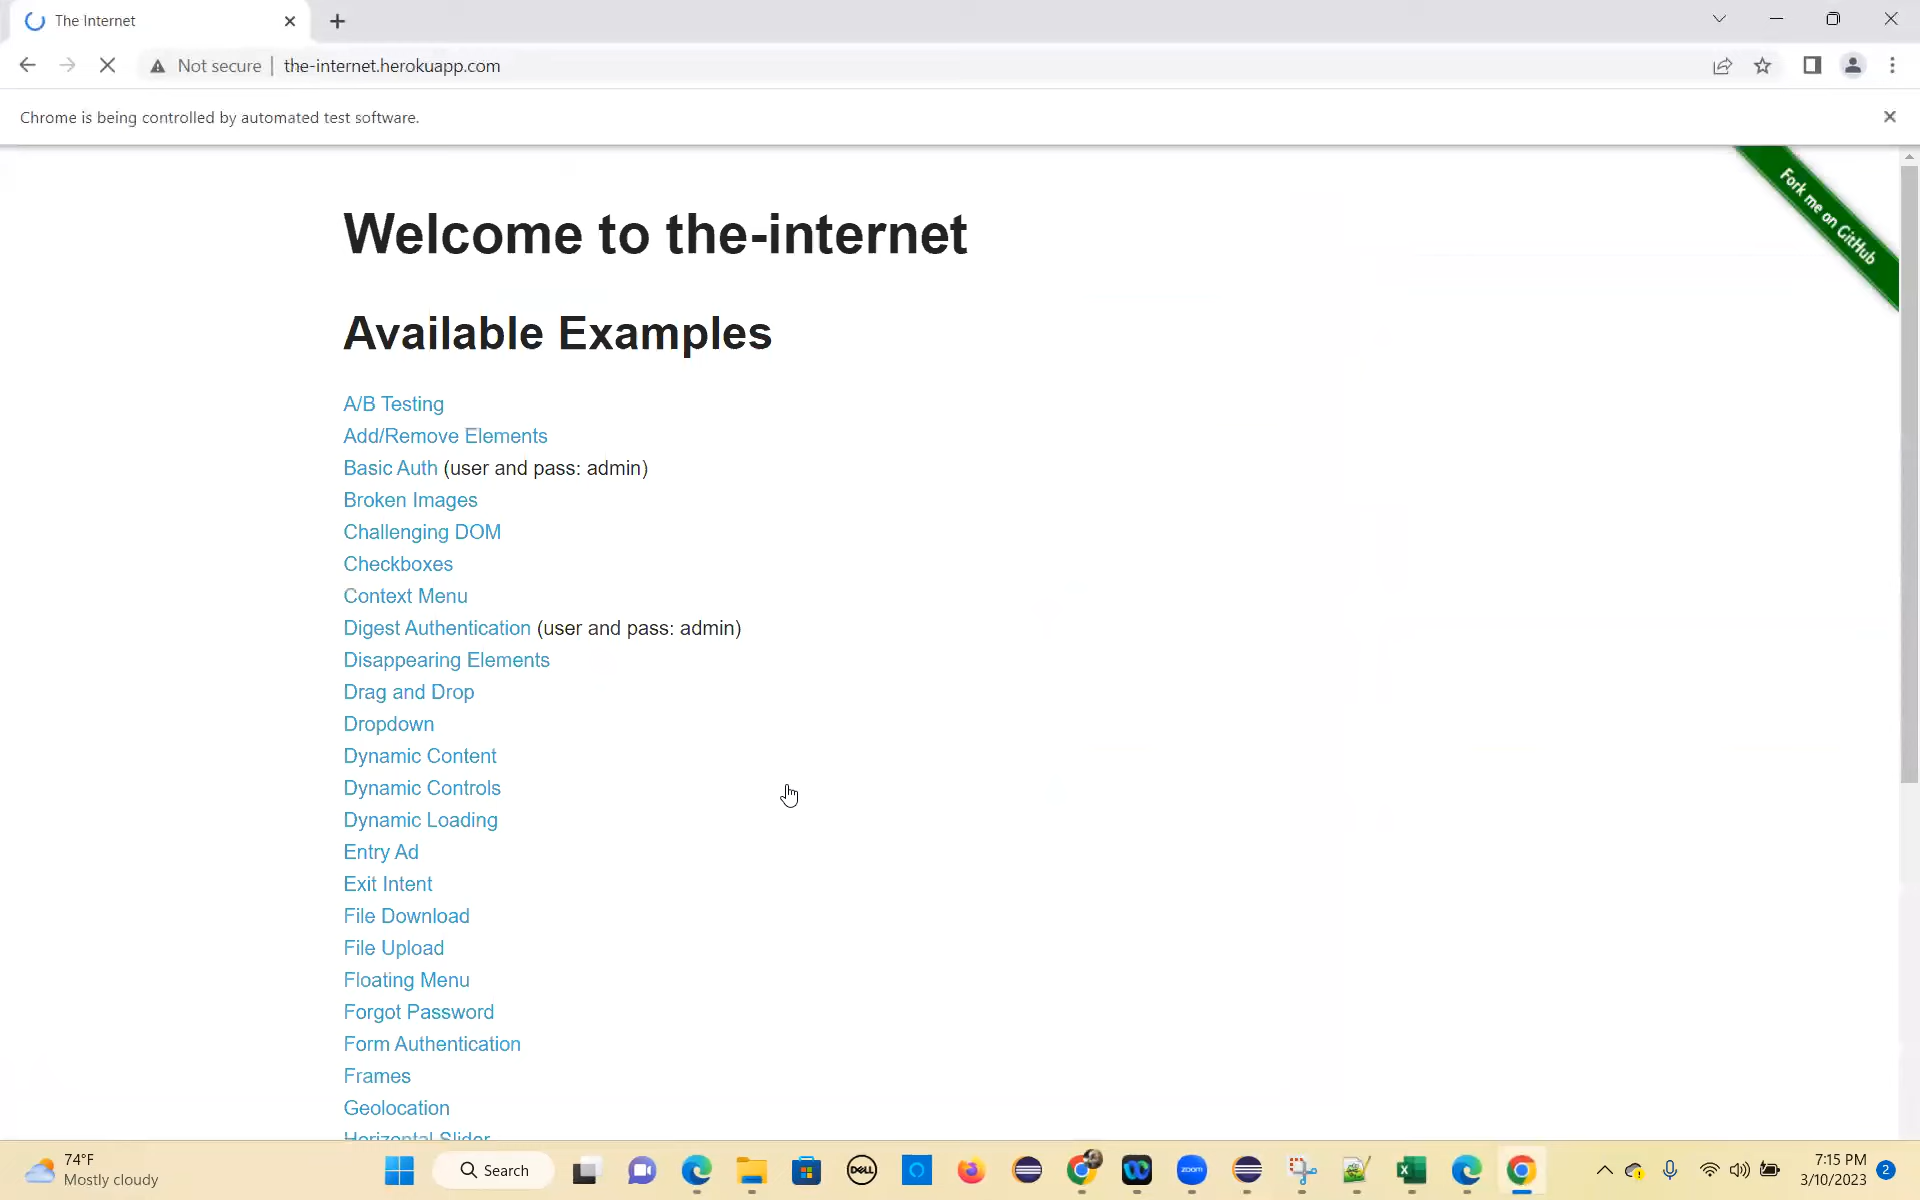 The Internet
Not secure | the-internet.herokuapp.com
Chrome is being controlled by automated test software.
Fork me on GitHub
Welcome to the-internet
Available Examples
A/B Testing
Add/Remove Elements
Basic Auth (user and pass: admin)
Broken Images
Challenging DOM
Checkboxes
Context Menu
Digest Authentication (user and pass: admin)
Disappearing Elements
Drag and Drop
Dropdown
Dynamic Content
Dynamic Controls
Dynamic Loading
Entry Ad
Exit Intent
File Download
File Upload
Floating Menu
Forgot Password
Form Authentication
Frames
Geolocation
Horizontal Slider
74°F
Mostly cloudy
Search
DELL
zoom
7:15 PM
3/10/2023
2